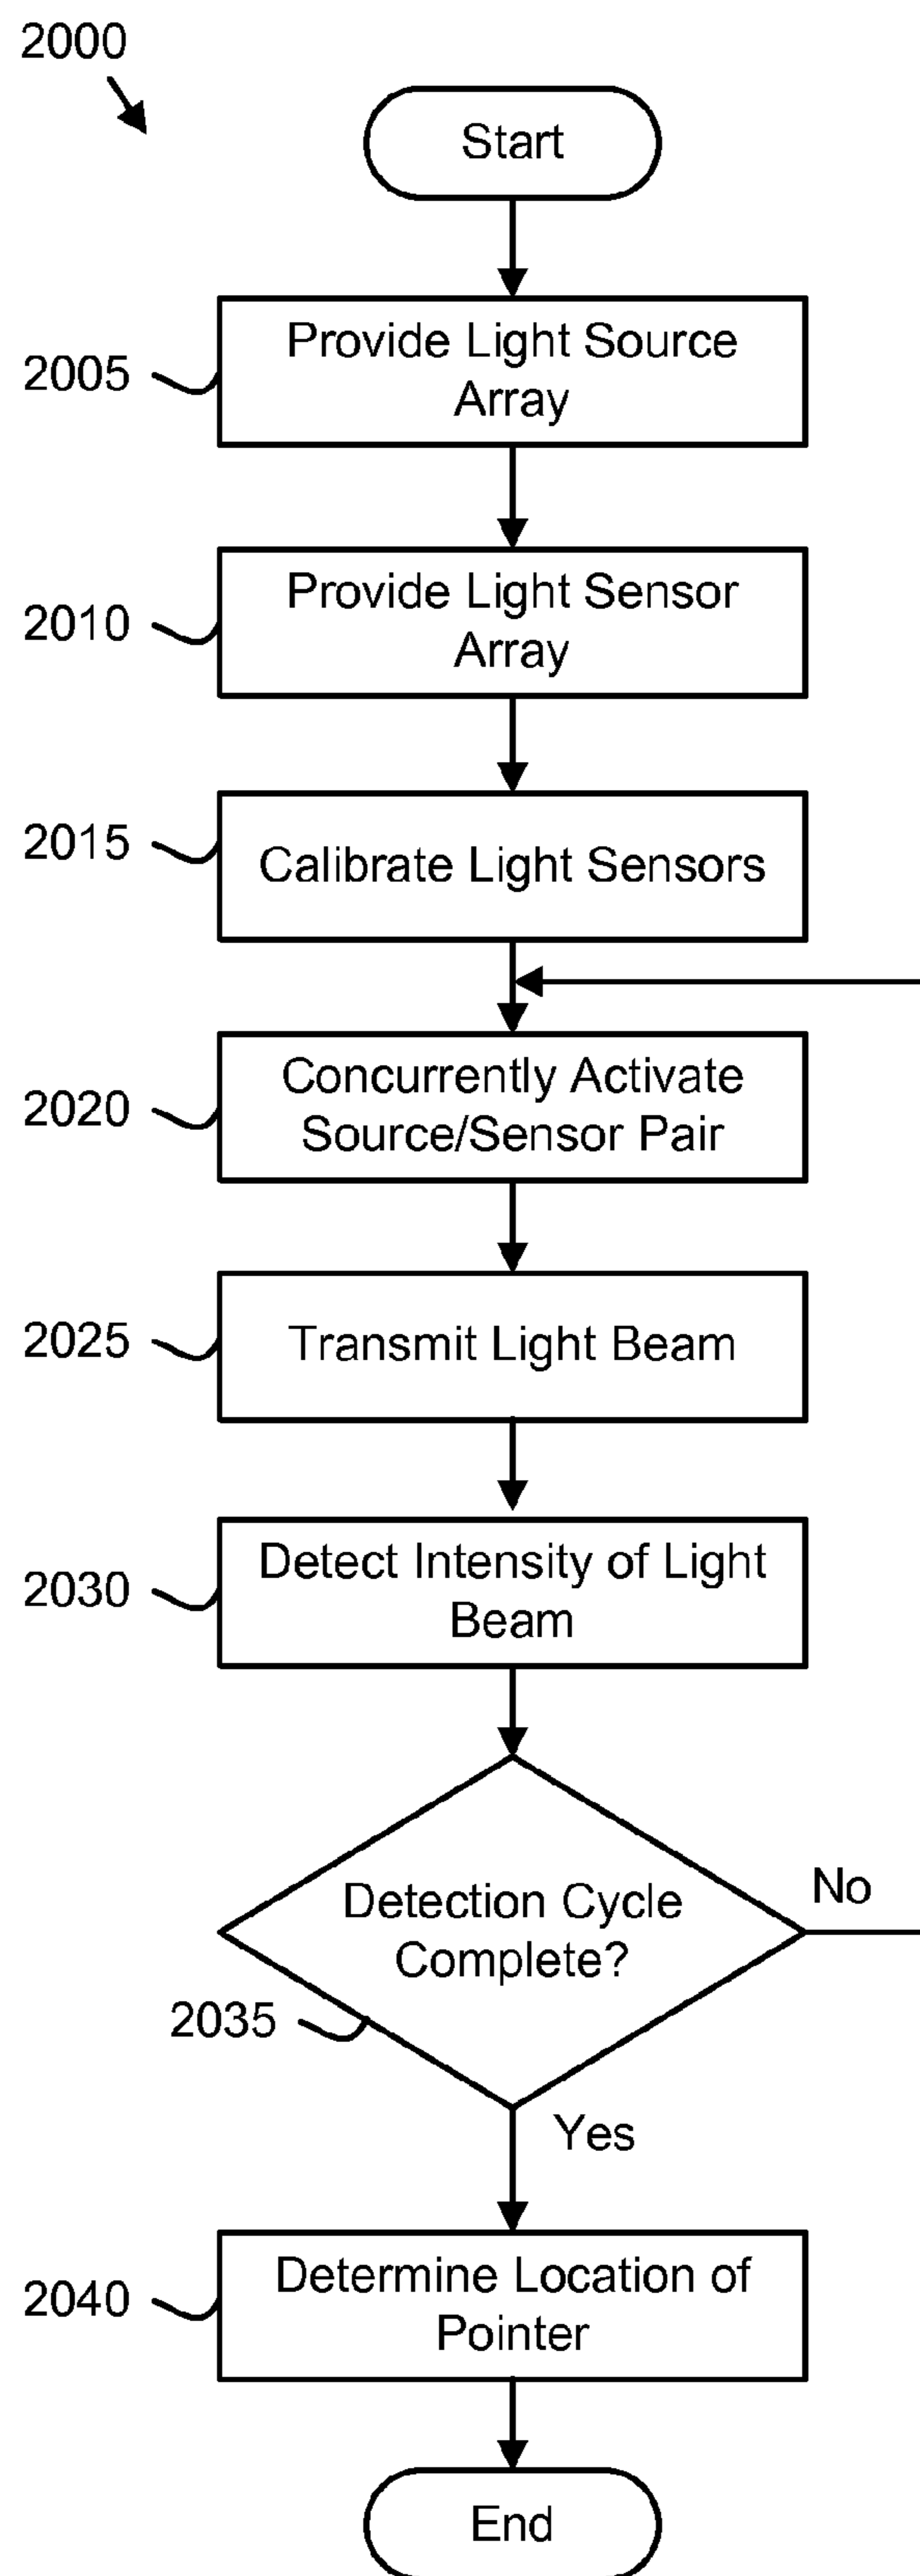 2000
Start
2005
Provide Light Source
Array
2010
Provide Light Sensor
Array
2015
Calibrate Light Sensors
2020
Concurrently Activate
Source/Sensor Pair
2025
Transmit Light Beam
2030
Detect Intensity of Light
Beam
Detection Cycle
Complete?
No
2035
Yes
2040
Determine Location of
Pointer
End